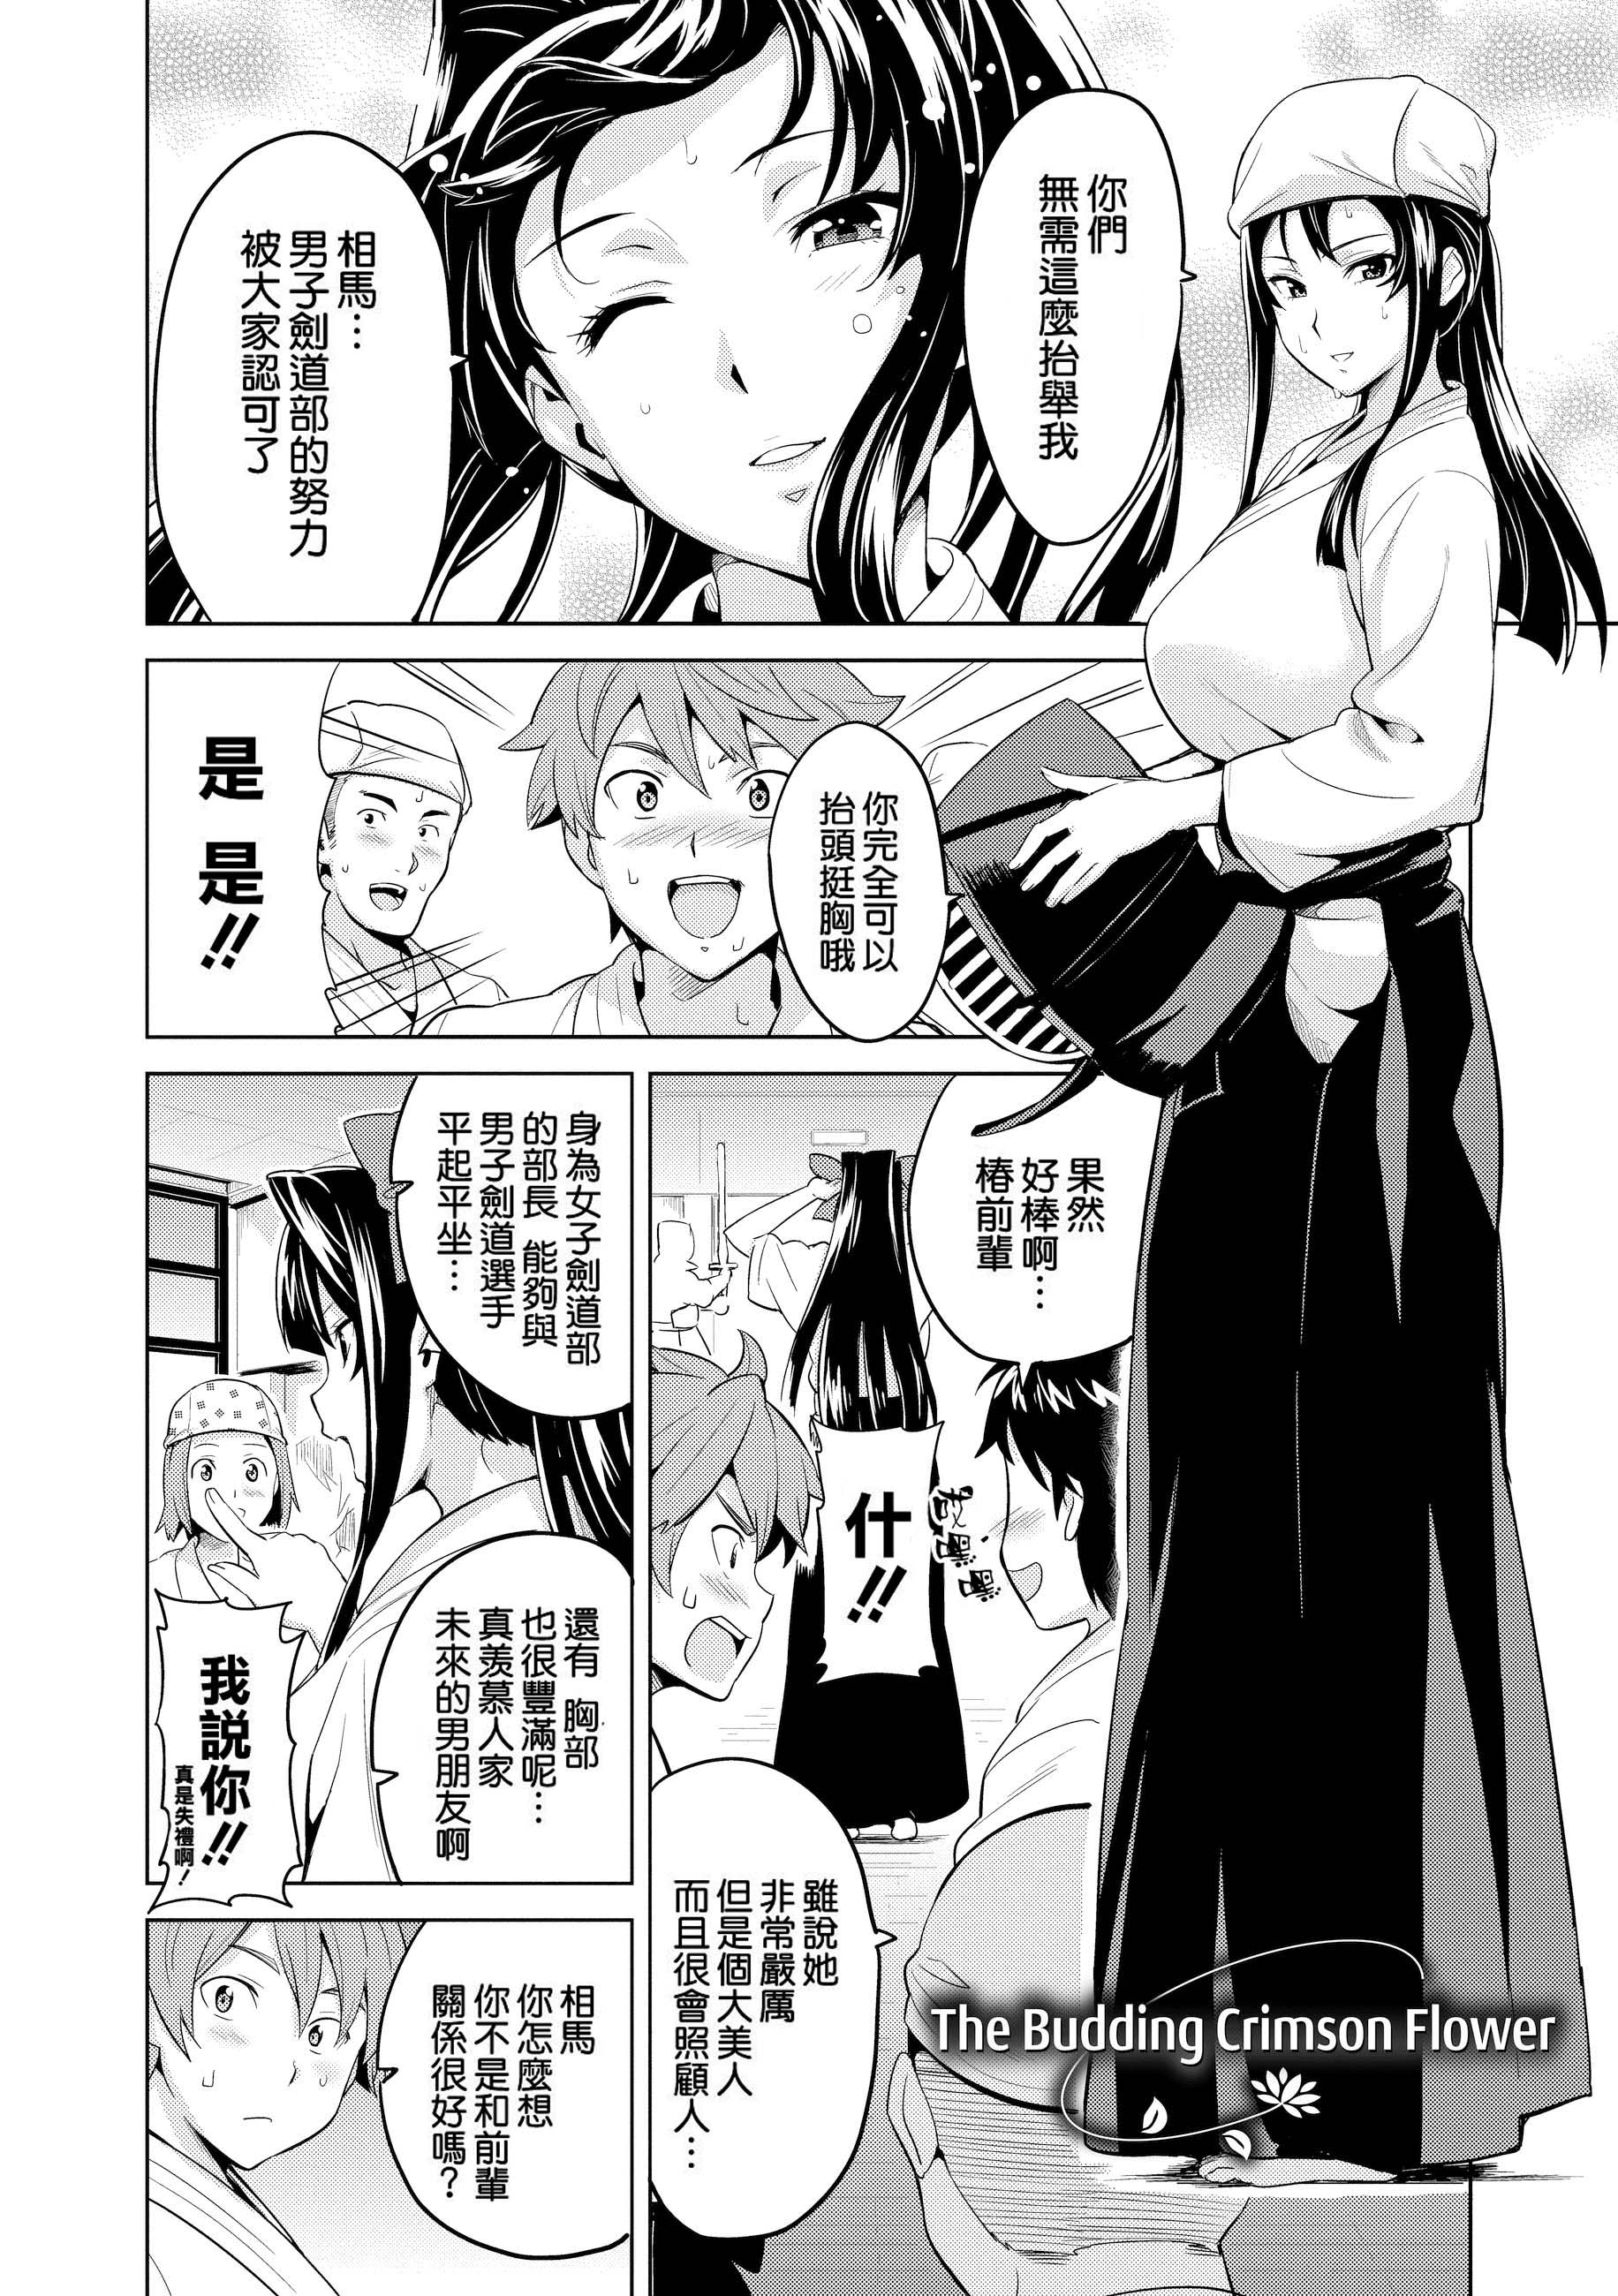 你們
無需這麼抬舉我
相馬…
男子劍道部的努力
被大家認可了
你完全可以
抬頭挺胸哦
是是!!
果然
好棒啊…
椿前輩
什!!
雖說她
非常嚴厲
但是個大美人
而且很會照顧人…
身為女子劍道部
的部長 能夠與
男子劍道選手
平起平坐…
還有 胸部
也很豐滿呢…
真羨慕人家
未來的男朋友啊
我說你!!
真是失禮啊!
相馬
你怎麼想
你不是和前輩
關係很好嗎?
The Budding Crimson Flower